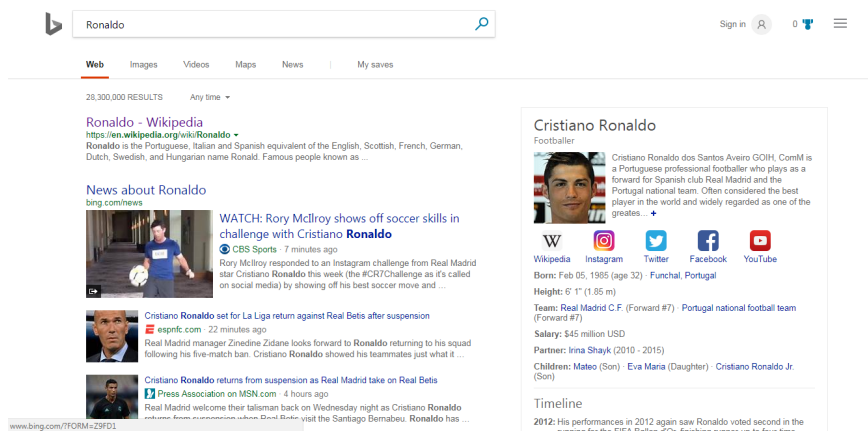 Ronaldo
Sign in
0
Web Images Videos Maps News My saves
28,300,000 RESULTS Any time
Ronaldo - Wikipedia
https://en.wikipedia.org/wiki/Ronaldo
Ronaldo is the Portuguese, Italian and Spanish equivalent of the English, Scottish, French, German,
Dutch, Swedish, and Hungarian name Ronald. Famous people known as ...
News about Ronaldo
bing.com/news
WATCH: Rory McIlroy shows off soccer skills in
challenge with Cristiano Ronaldo
CBS Sports · 7 minutes ago
Rory McIlroy responded to an Instagram challenge from Real Madrid
star Cristiano Ronaldo this week (the #CR7Challenge as it's called
on social media) by showing off his best soccer move and ...
Cristiano Ronaldo set for La Liga return against Real Betis after suspension
espnfc.com · 22 minutes ago
Real Madrid manager Zinedine Zidane looks forward to Ronaldo returning to his squad
following his five-match ban. Cristiano Ronaldo showed his teammates just what it ...
Cristiano Ronaldo returns from suspension as Real Madrid take on Real Betis
Press Association on MSN.com · 4 hours ago
Real Madrid welcome their talisman back on Wednesday night as Cristiano Ronaldo
returns from suspension when Real Betis visit the Santiago Bernabeu. Ronaldo has ...
www.bing.com/?FORM=Z9FD1
Cristiano Ronaldo
Footballer
Cristiano Ronaldo dos Santos Aveiro GOIH, ComM is
a Portuguese professional footballer who plays as a
forward for Spanish club Real Madrid and the
Portugal national team. Often considered the best
player in the world and widely regarded as one of the
greates... +
W
Wikipedia Instagram Twitter Facebook YouTube
Born: Feb 05, 1985 (age 32) · Funchal, Portugal
Height: 6' 1" (1.85 m)
Team: Real Madrid C.F. (Forward #7) · Portugal national football team
(Forward #7)
Salary: $45 million USD
Partner: Irina Shayk (2010 - 2015)
Children: Mateo (Son) · Eva Maria (Daughter) · Cristiano Ronaldo Jr.
(Son)
Timeline
2012: His performances in 2012 again saw Ronaldo voted second in the